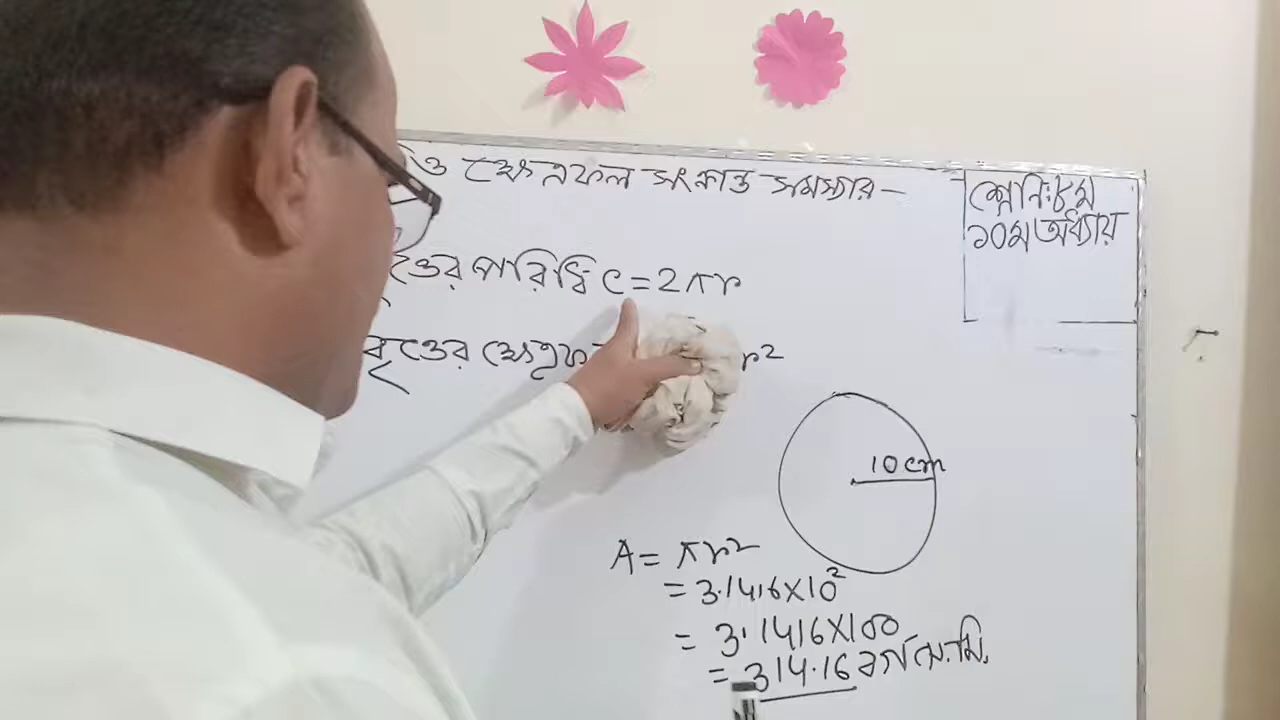 ও ক্ষেত্রফল সংক্রান্ত সমস্যার-
শ্রেনি:৮ম
১০ম অধ্যায়
বৃত্তের পরিধি c=2πr
বৃত্তের ক্ষেত্রফ r²
10cm
A= πr²
= 3.1416×10²
= 3.1416×100
= 314.16 বর্গ সে.মি.